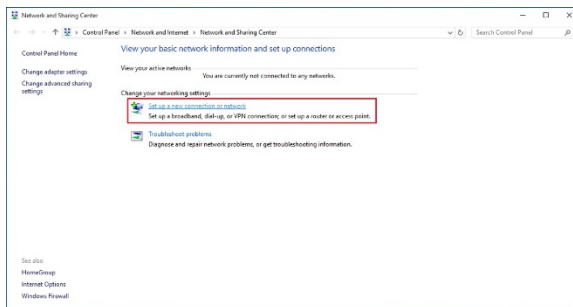 Network and Sharing Center
Control Panel > Network and Internet > Network and Sharing Center
Search Control Panel
Control Panel Home
Change adapter settings
Change advanced sharing
settings
View your basic network information and set up connections
View your active networks
You are currently not connected to any networks.
Change your networking settings
Set up a new connection or network
Set up a broadband, dial-up, or VPN connection; or set up a router or access point.
Troubleshoot problems
Diagnose and repair network problems, or get troubleshooting information.
See also
HomeGroup
Internet Options
Windows Firewall